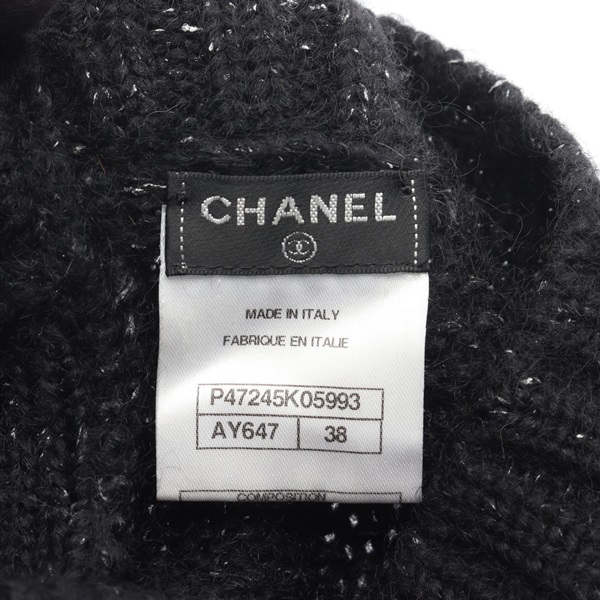 CHANEL
MADE IN ITALY
FABRIQUE EN ITALIE
P47245K05993
AY647 38
COMPOSITION